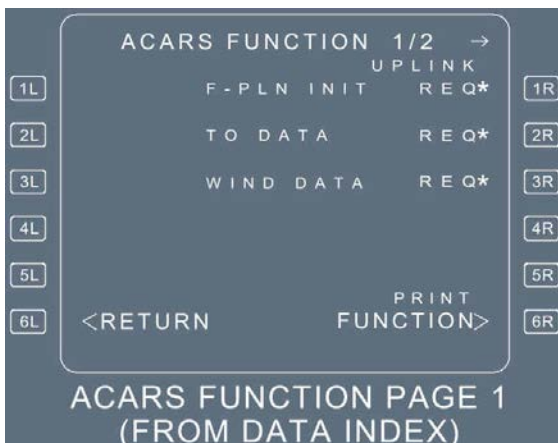 ACARS FUNCTION 1/2 →
UPLINK
1L F-PLN INIT REQ* 1R
2L TO DATA REQ* 2R
3L WIND DATA REQ* 3R
4L 4R
5L 5R
PRINT
6L <RETURN FUNCTION> 6R
ACARS FUNCTION PAGE 1
(FROM DATA INDEX)